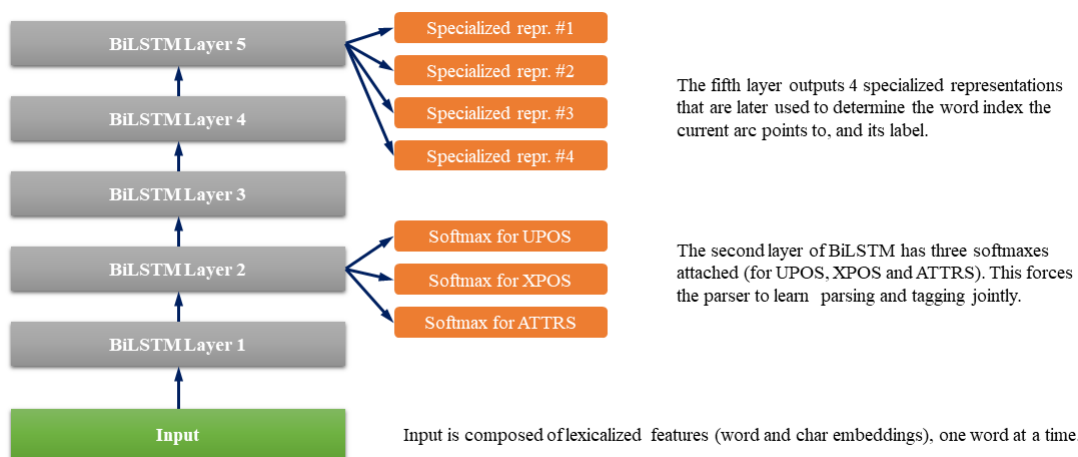 BiLSTM Layer 5
Specialized repr. #1
Specialized repr. #2
Specialized repr. #3
Specialized repr. #4
The fifth layer outputs 4 specialized representations
that are later used to determine the word index the
current arc points to, and its label.
BiLSTM Layer 4
BiLSTM Layer 3
BiLSTM Layer 2
Softmax for UPOS
Softmax for XPOS
Softmax for ATTRS
The second layer of BiLSTM has three softmaxes
attached (for UPOS, XPOS and ATTRS). This forces
the parser to learn parsing and tagging jointly.
BiLSTM Layer 1
Input
Input is composed of lexicalized features (word and char embeddings), one word at a time